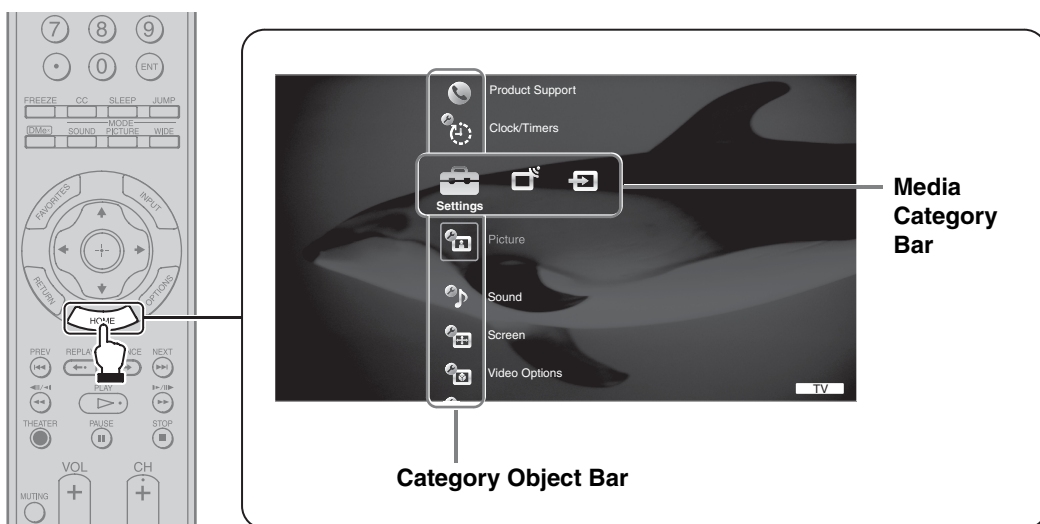 7 8 9
0 ENT
FREEZE CC SLEEP JUMP
MODE
DMe SOUND PICTURE WIDE
FAVORITES
INPUT
RETURN
OPTIONS
HOME
PREV NEXT
PLAY
THEATER PAUSE STOP
VOL CH
+ +
MUTING
Product Support
Clock/Timers
Settings
Picture
Sound
Screen
Video Options
TV
Media
Category
Bar
Category Object Bar